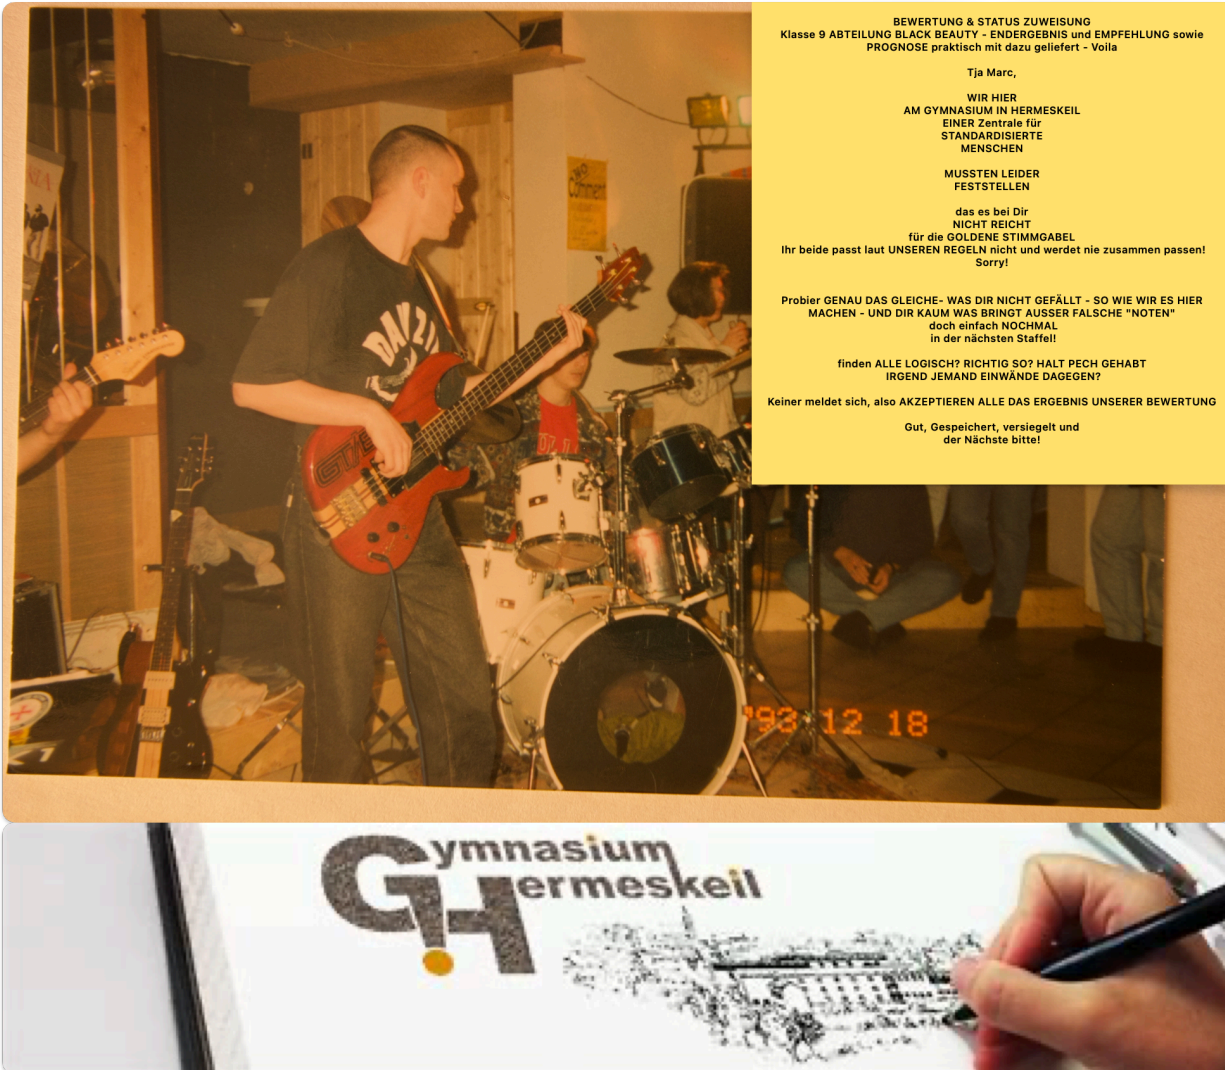 BEWERTUNG & STATUS ZUWEISUNG
Klasse 9 ABTEILUNG BLACK BEAUTY - ENDERGEBNIS und EMPFEHLUNG sowie
PROGNOSE praktisch mit dazu geliefert - Voila
Tja Marc,
WIR HIER
AM GYMNASIUM IN HERMESKEIL
EINER Zentrale für
STANDARDISIERTE
MENSCHEN
MUSSTEN LEIDER
FESTSTELLEN
das es bei Dir
NICHT REICHT
für die GOLDENE STIMMGABEL
Ihr beide passt laut UNSEREN REGELN nicht und werdet nie zusammen passen!
Sorry!
Probier GENAU DAS GLEICHE- WAS DIR NICHT GEFÄLLT - SO WIE WIR ES HIER
MACHEN - UND DIR KAUM WAS BRINGT AUSSER FALSCHE "NOTEN"
doch einfach NOCHMAL
in der nächsten Staffel!
finden ALLE LOGISCH? RICHTIG SO? HALT PECH GEHABT
IRGEND JEMAND EINWÄNDE DAGEGEN?
Keiner meldet sich, also AKZEPTIEREN ALLE DAS ERGEBNIS UNSERER BEWERTUNG
Gut, Gespeichert, versiegelt und
der Nächste bitte!
NO
Comment
DANZIG
'93 12 18
Gymnasium
Hermeskeil